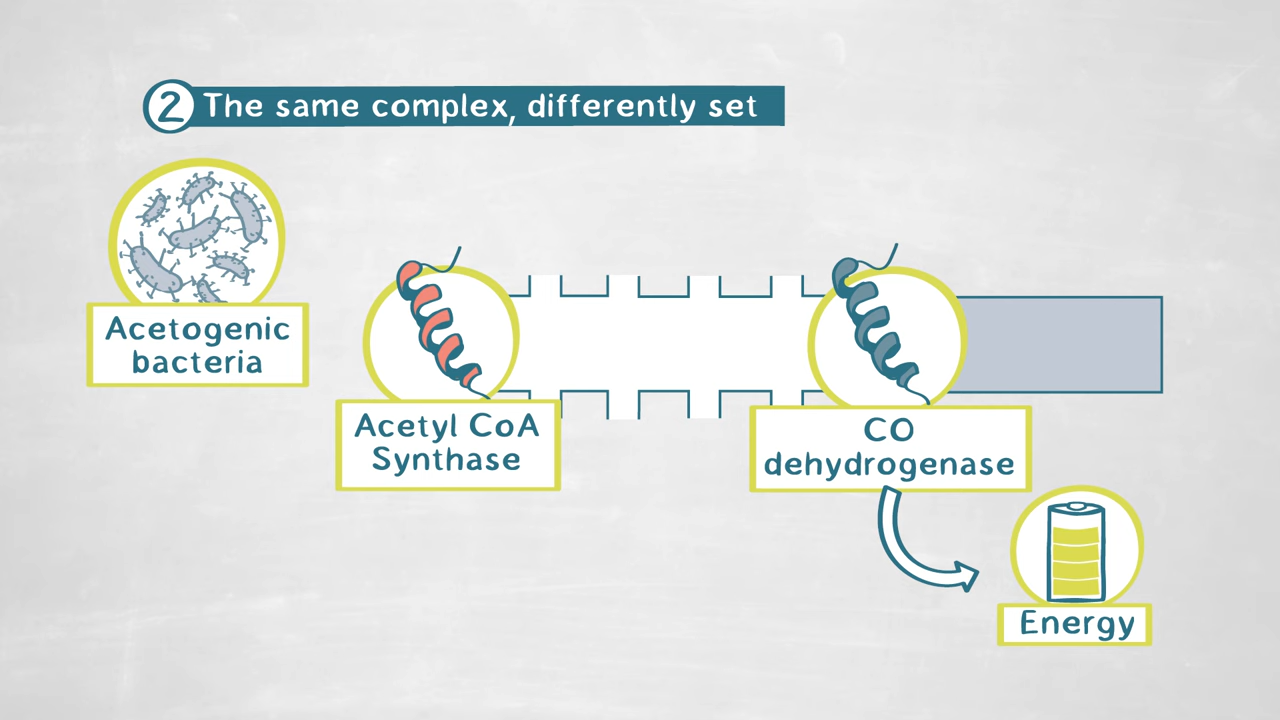 2 The same complex, differently set
Acetogenic
bacteria
Acetyl CoA
Synthase
CO
dehydrogenase
Energy